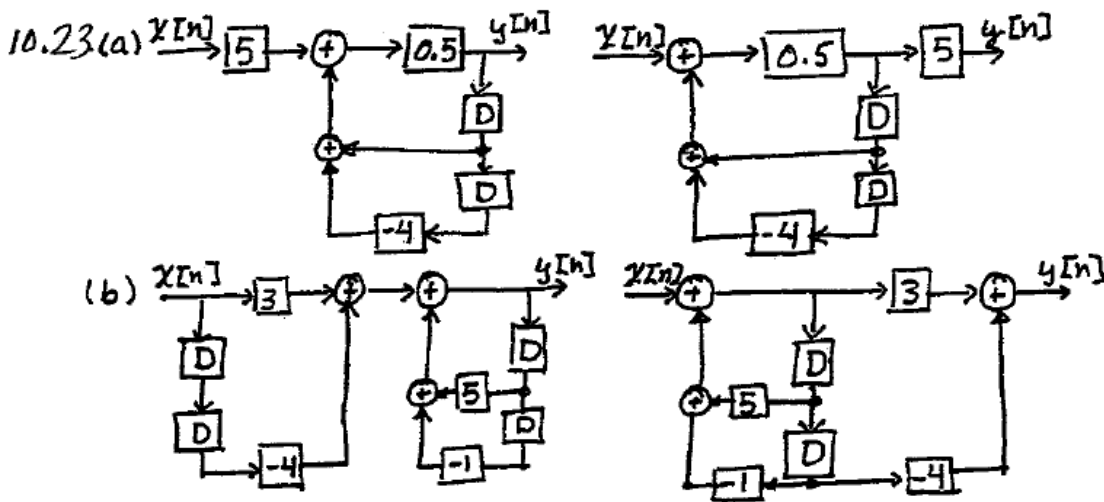 10.23(a) x[n] 5 + 0.5 y[n] x[n] + 0.5 5 y[n]
D D
+ +
D D
-4 -4
(b) x[n] 3 + + y[n] x[n] + 3 + y[n]
D D D
+ 5 + 5
D D D
-4 -1 -1 -4